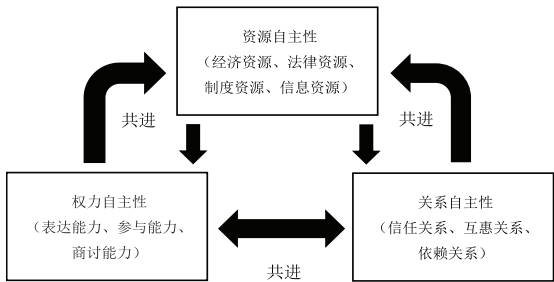 资源自主性
（经济资源、法律资源、
制度资源、信息资源）
共进
共进
权力自主性
（表达能力、参与能力、
商讨能力）
关系自主性
（信任关系、互惠关系、
依赖关系）
共进